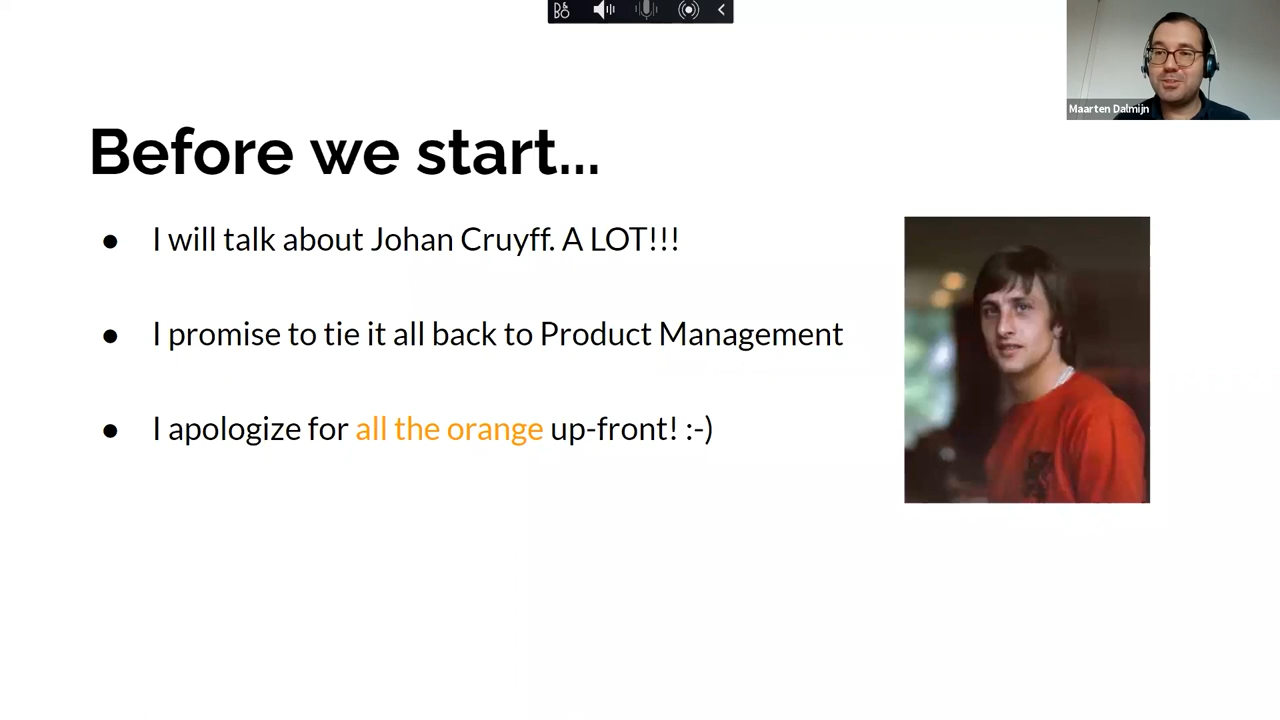 Maarten Dalmijn
Before we start...
● I will talk about Johan Cruyff. A LOT!!!
● I promise to tie it all back to Product Management
● I apologize for all the orange up-front! :-)